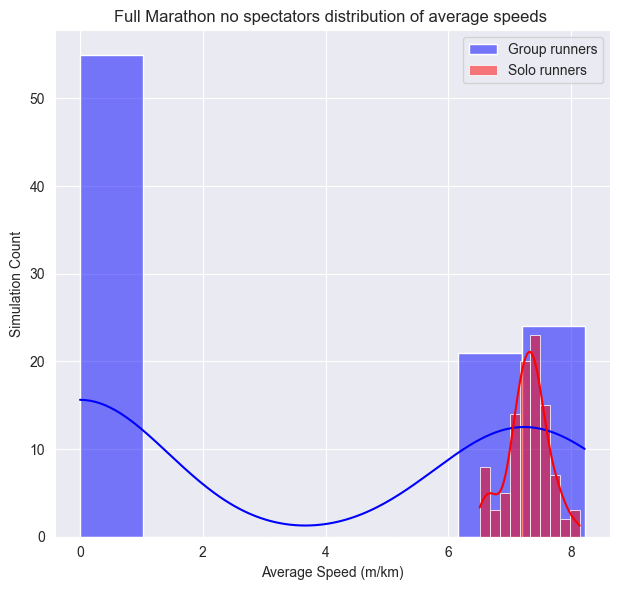 Full Marathon no spectators distribution of average speeds
Group runners
Solo runners
50
40
30
20
10
0
Simulation Count
0 2 4 6 8
Average Speed (m/km)